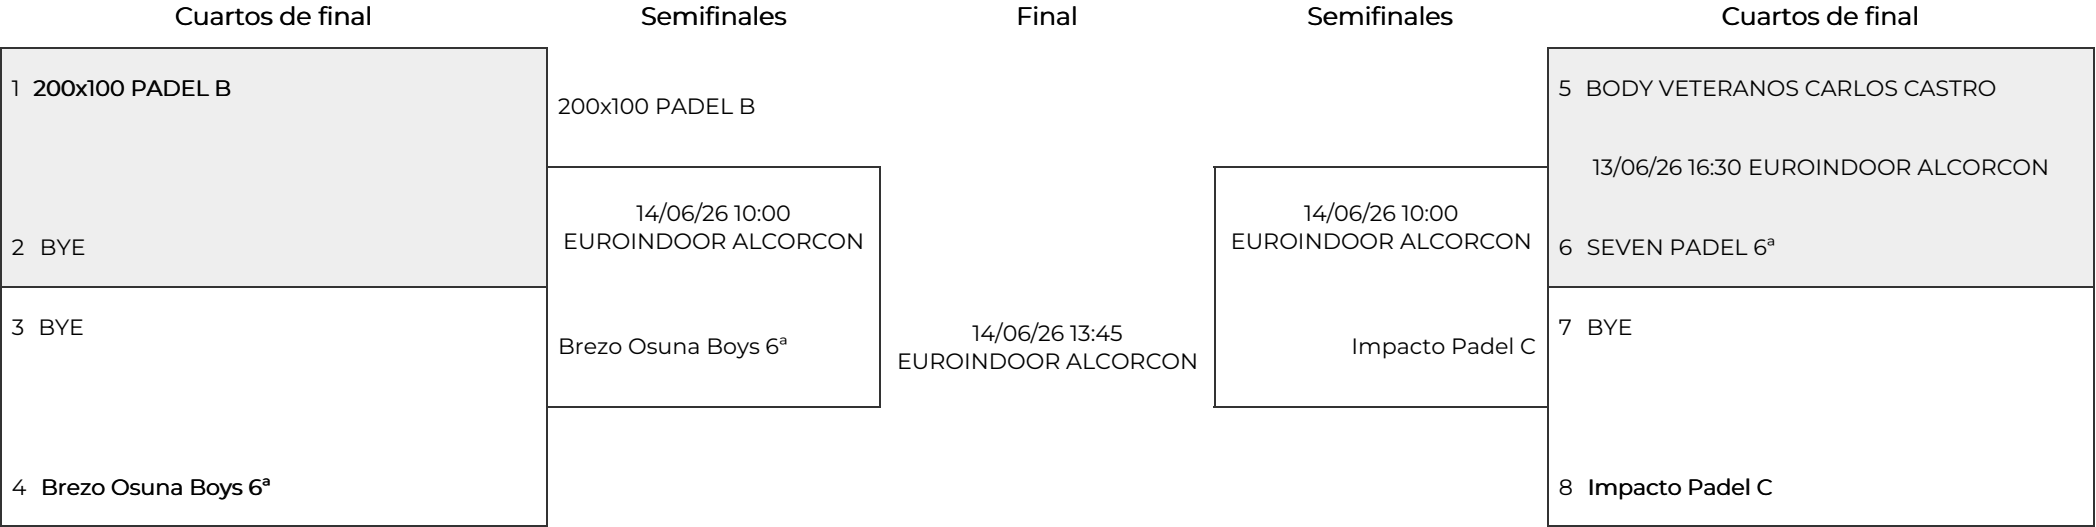 Cuartos de final
Semifinales
Final
Semifinales
Cuartos de final
1 200x100 PADEL B
2 BYE
3 BYE
4 Brezo Osuna Boys 6ª
200x100 PADEL B
14/06/26 10:00
EUROINDOOR ALCORCON
Brezo Osuna Boys 6ª
14/06/26 13:45
EUROINDOOR ALCORCON
14/06/26 10:00
EUROINDOOR ALCORCON
Impacto Padel C
5 BODY VETERANOS CARLOS CASTRO
13/06/26 16:30 EUROINDOOR ALCORCON
6 SEVEN PADEL 6ª
7 BYE
8 Impacto Padel C